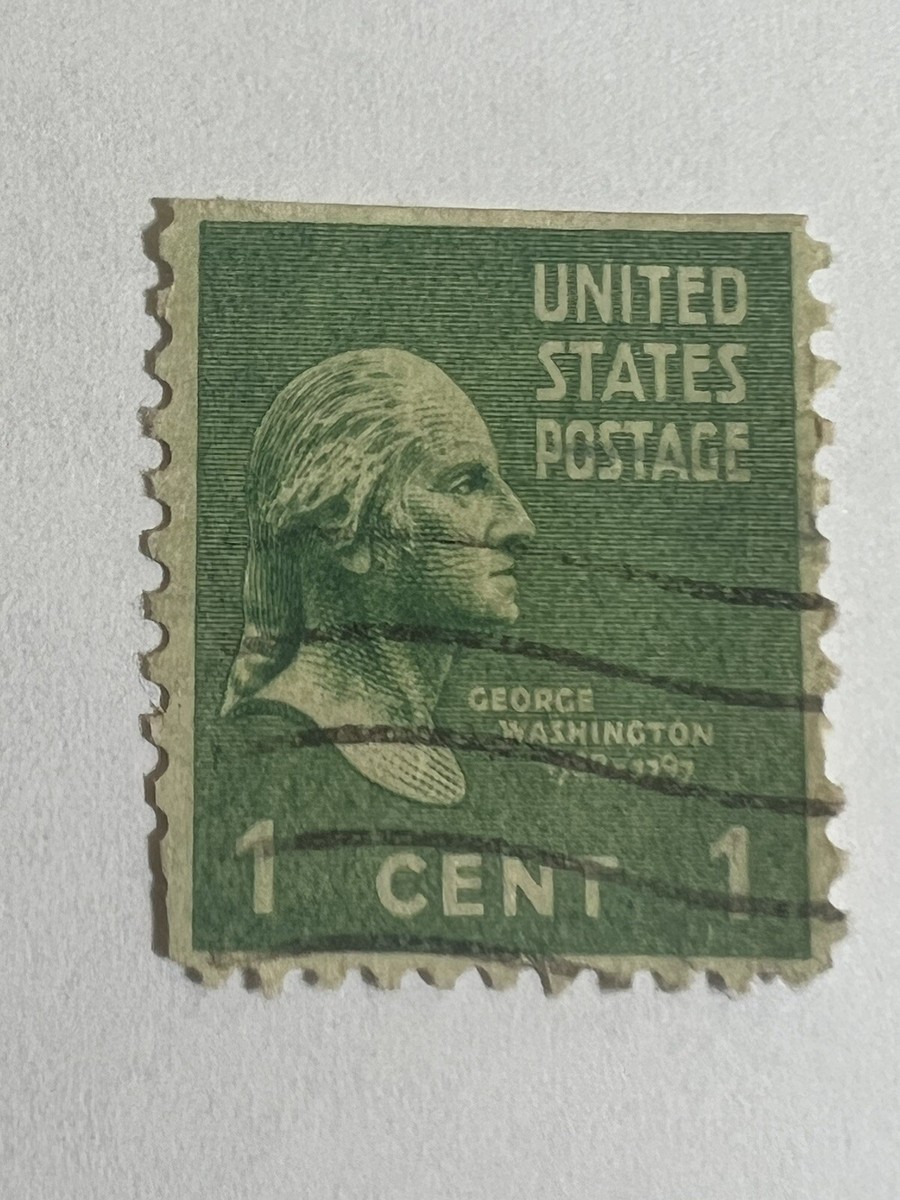 UNITED
STATES
POSTAGE
GEORGE
WASHINGTON
1 CENT 1